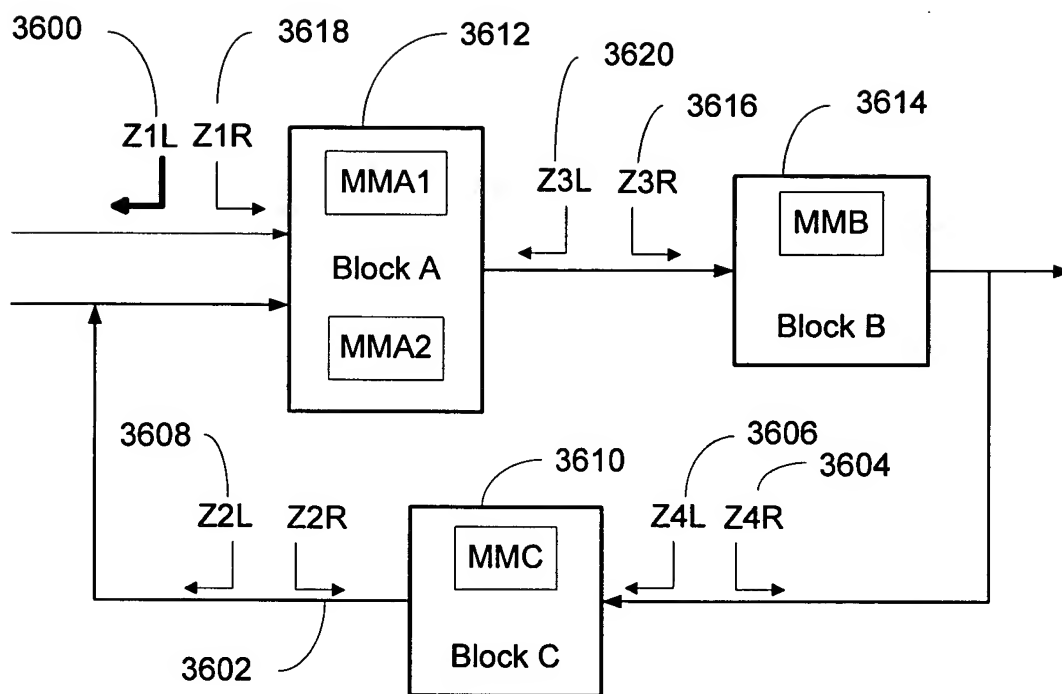 3600
3618
3612
3620
3616
3614
Z1L Z1R
MMA1
Z3L Z3R
MMB
Block A
Block B
MMA2
3608
3610
3606
3604
Z2L Z2R
MMC
Z4L Z4R
3602
Block C